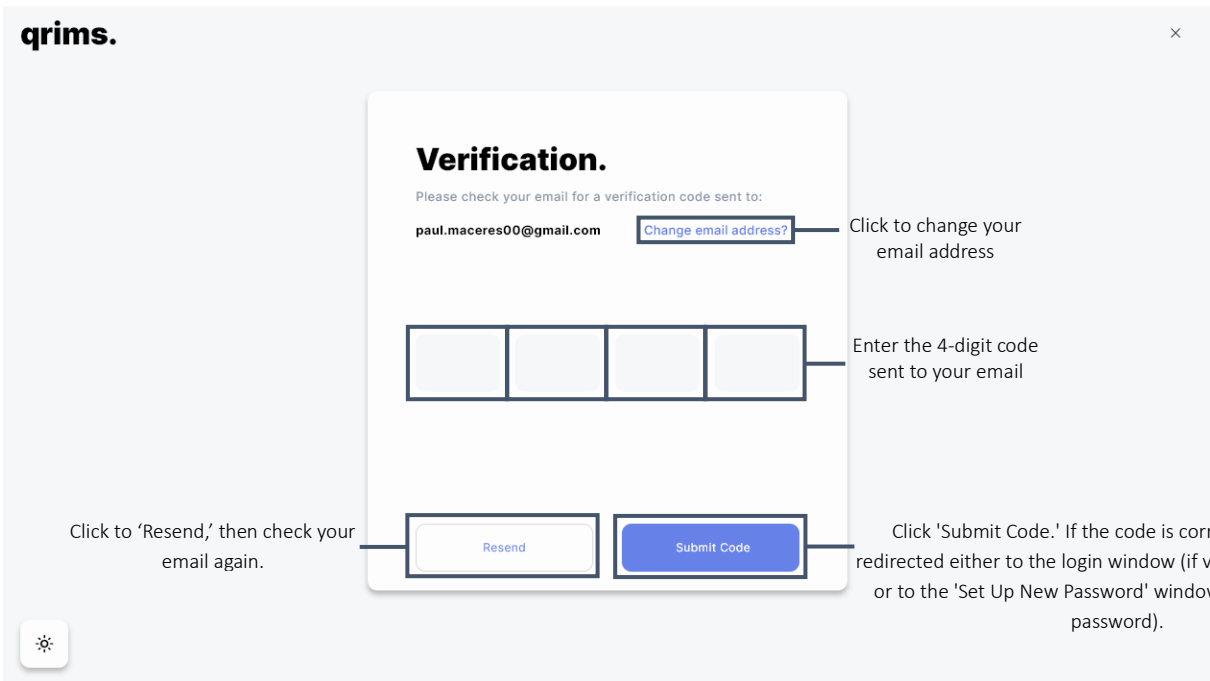 qrims.
Verification.
Please check your email for a verification code sent to:
paul.maceres00@gmail.com
Change email address?
Click to change your
email address
Enter the 4-digit code
sent to your email
Click to ‘Resend,’ then check your
email again.
Resend
Submit Code
Click 'Submit Code.' If the code is
redirected either to the login window (if
or to the 'Set Up New Password'
password).